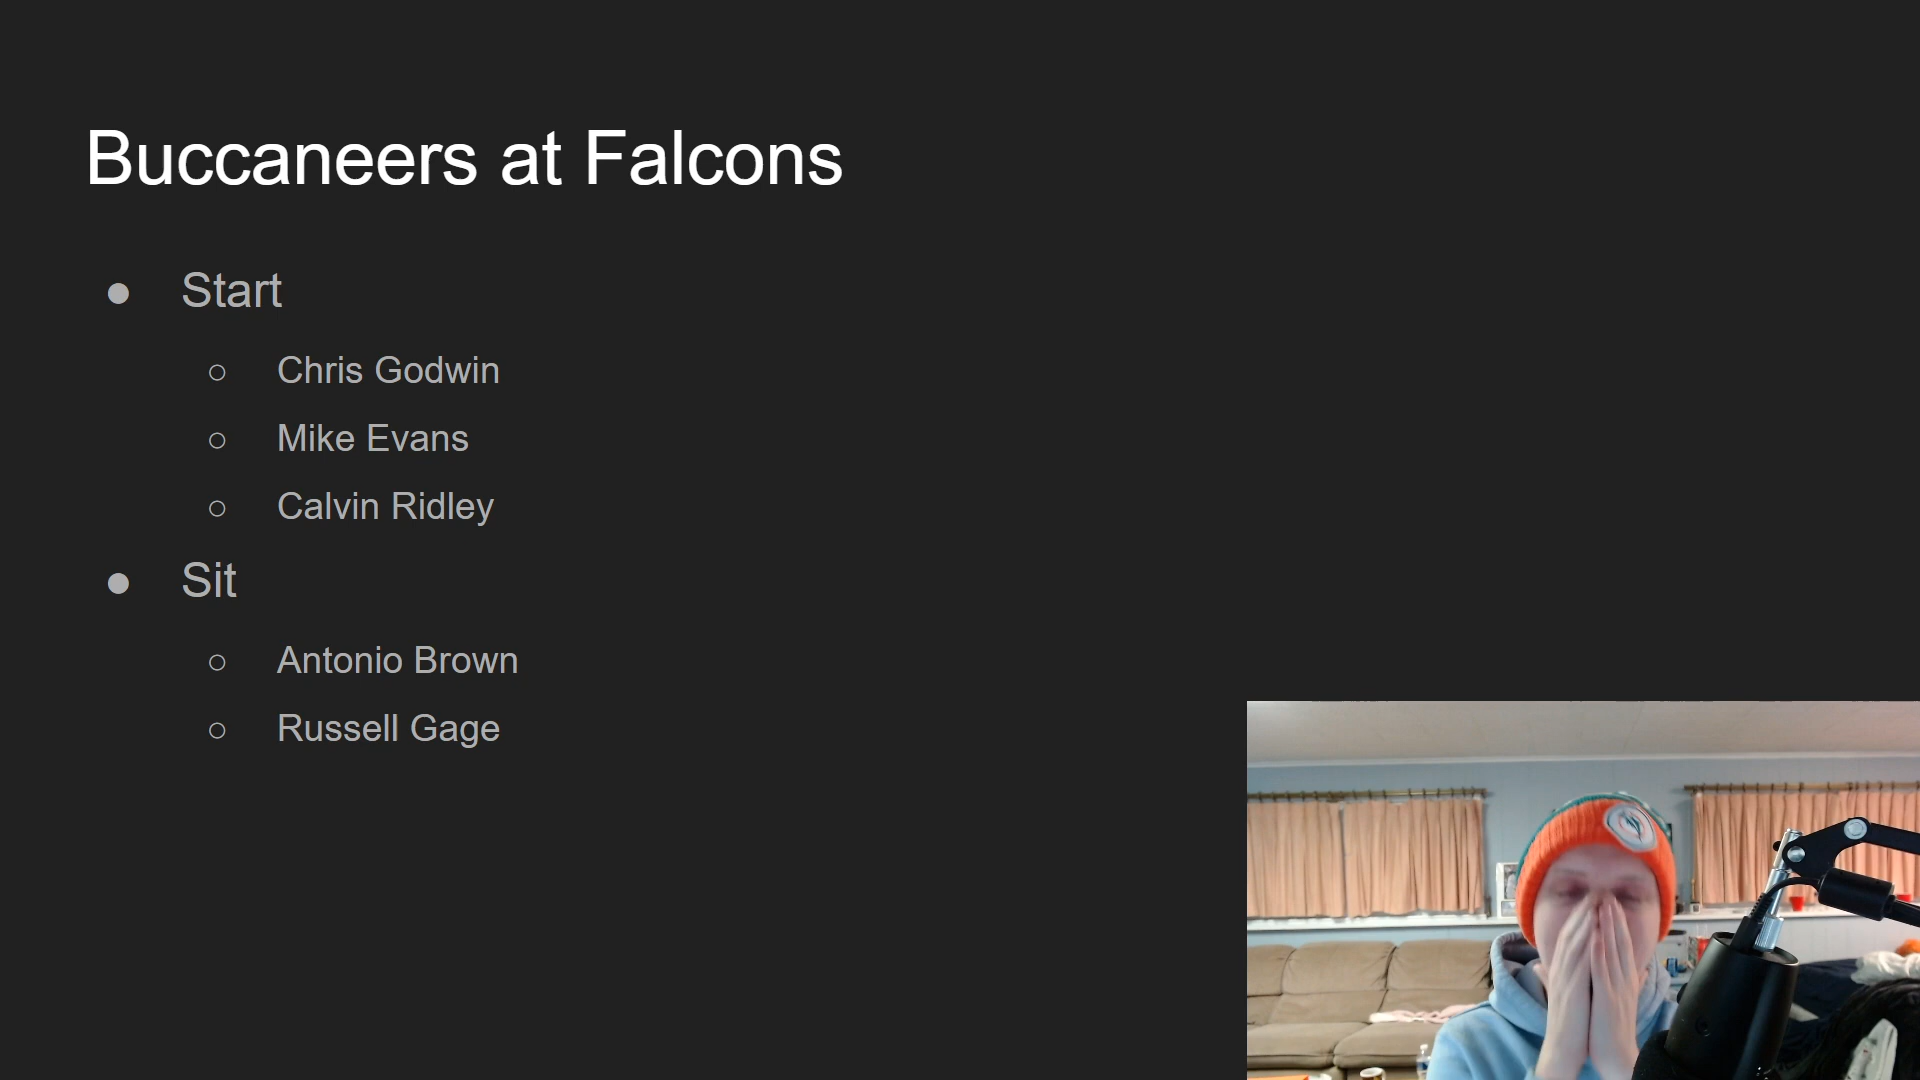 Buccaneers at Falcons
● Start
○ Chris Godwin
○ Mike Evans
○ Calvin Ridley
● Sit
○ Antonio Brown
○ Russell Gage